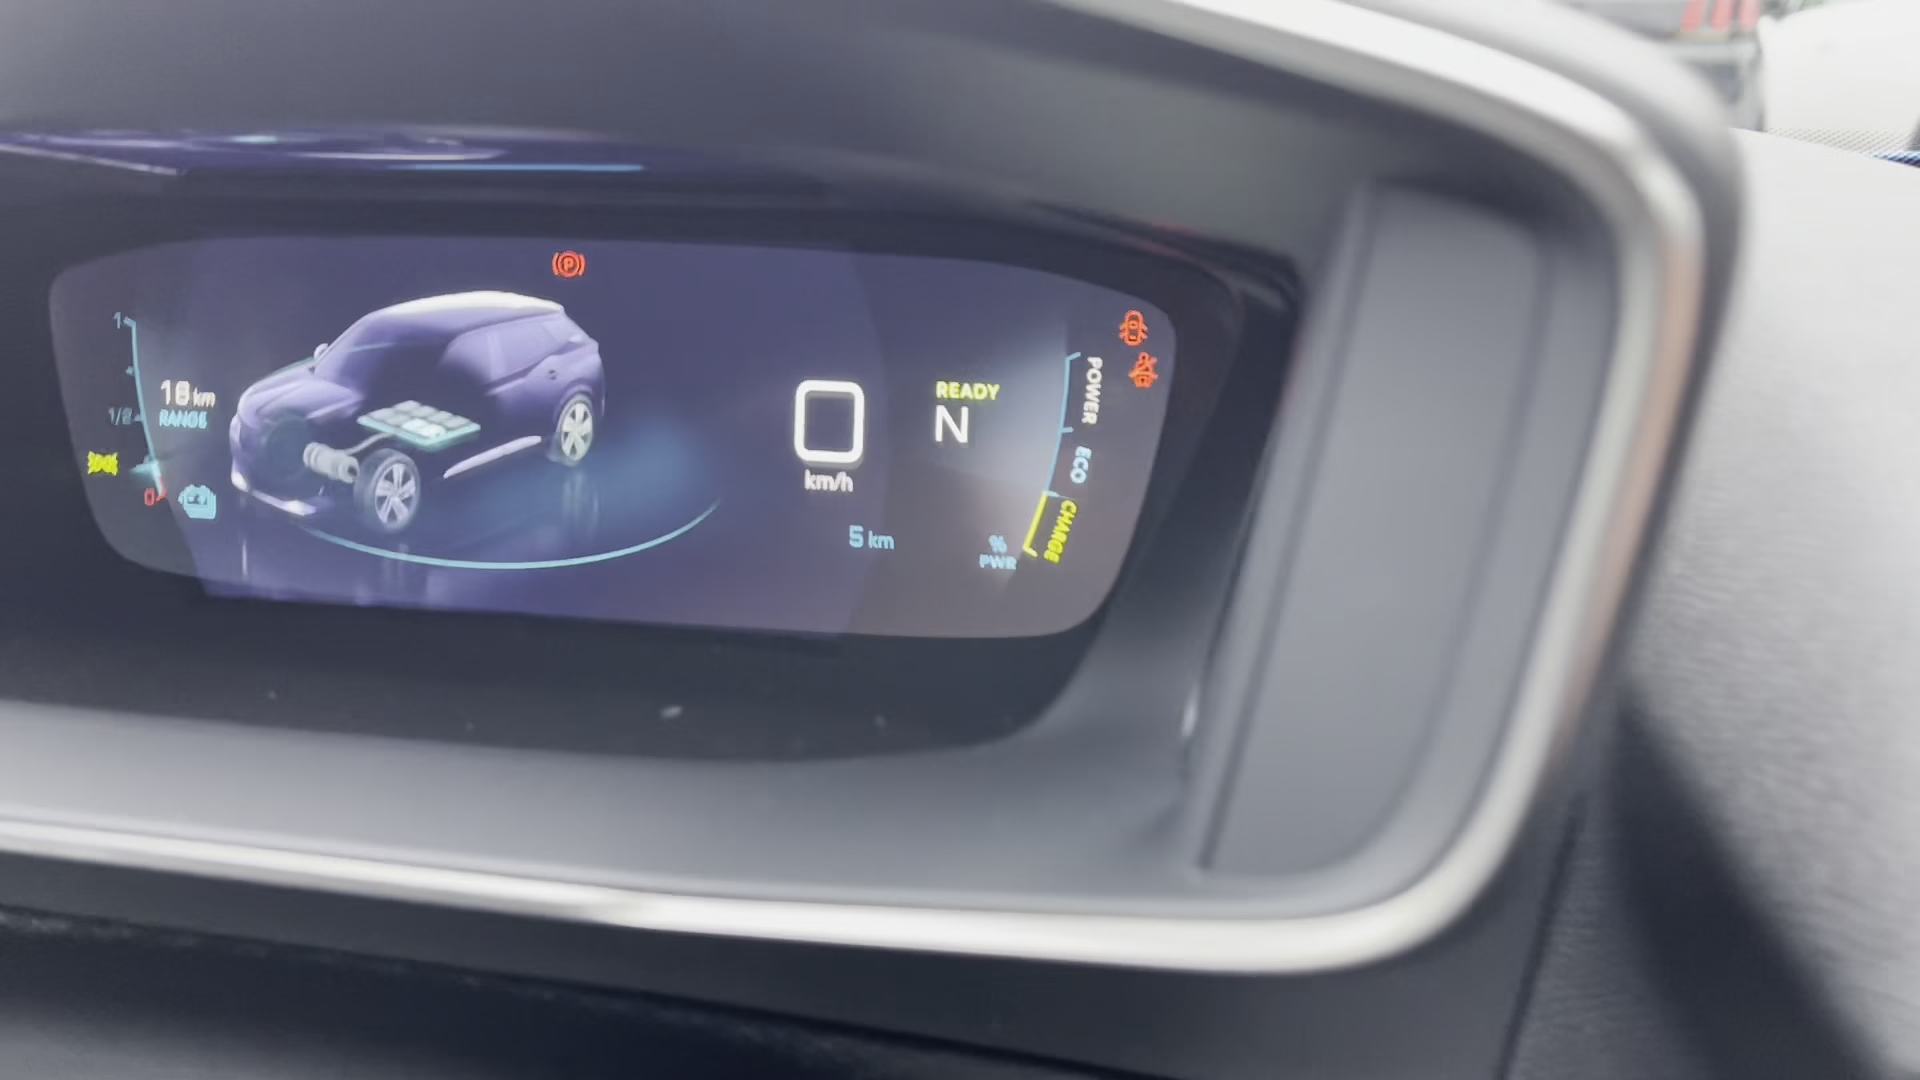 1
18 km
RANGE
1/2
0
P
0
km/h
READY
N
5 km
POWER
ECO
CHARGE
%
PWR